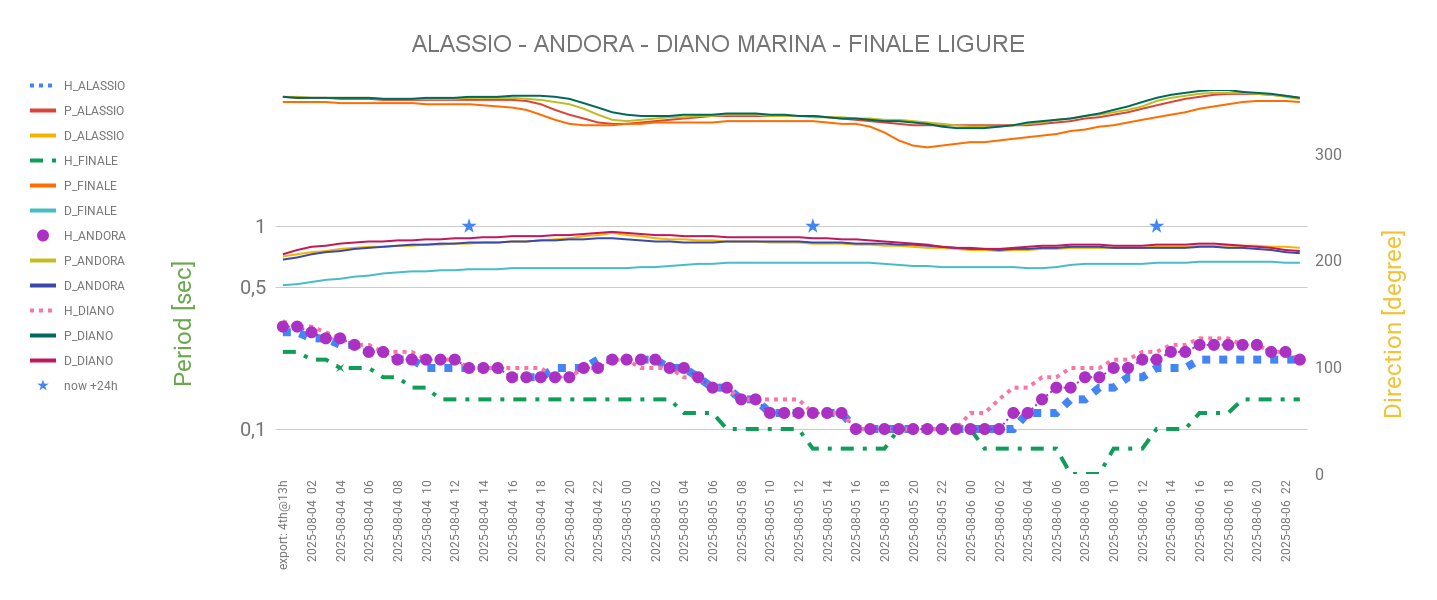 ALASSIO - ANDORA - DIANO MARINA - FINALE LIGURE
H_ALASSIO
P_ALASSIO
D_ALASSIO
H_FINALE
P_FINALE
D_FINALE
H_ANDORA
P_ANDORA
D_ANDORA
H_DIANO
P_DIANO
D_DIANO
now +24h
Period [sec]
1
0,5
0,1
300
200
100
0
Direction [degree]
export: 4th@13h
2025-08-04 02
2025-08-04 04
2025-08-04 06
2025-08-04 08
2025-08-04 10
2025-08-04 12
2025-08-04 14
2025-08-04 16
2025-08-04 18
2025-08-04 20
2025-08-04 22
2025-08-05 00
2025-08-05 02
2025-08-05 04
2025-08-05 06
2025-08-05 08
2025-08-05 10
2025-08-05 12
2025-08-05 14
2025-08-05 16
2025-08-05 18
2025-08-05 20
2025-08-05 22
2025-08-06 00
2025-08-06 02
2025-08-06 04
2025-08-06 06
2025-08-06 08
2025-08-06 10
2025-08-06 12
2025-08-06 14
2025-08-06 16
2025-08-06 18
2025-08-06 20
2025-08-06 22